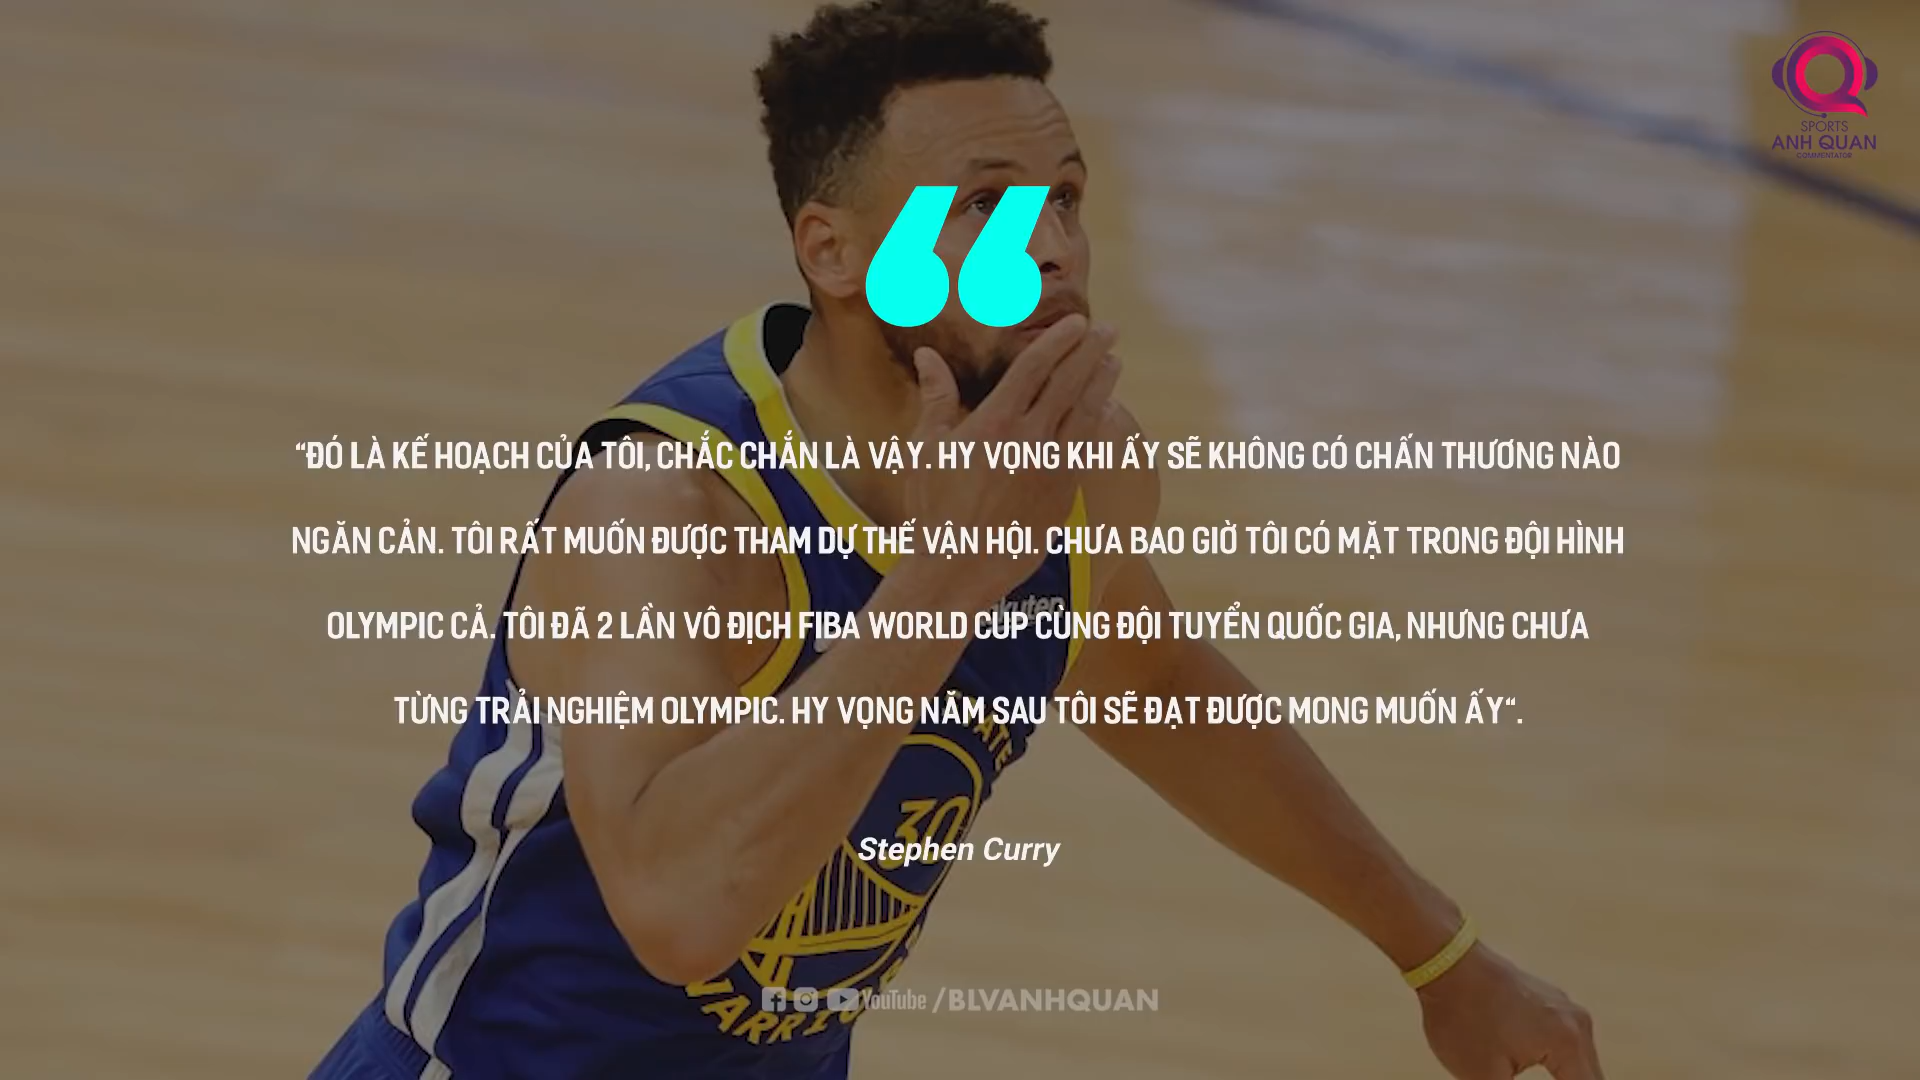 SPORTS
ANH QUAN
COMMENTATOR
“ĐÓ LÀ KẾ HOẠCH CỦA TÔI, CHẮC CHẮN LÀ VẬY. HY VỌNG KHI ẤY SẼ KHÔNG CÓ CHẤN THƯƠNG NÀO
NGĂN CẢN. TÔI RẤT MUỐN ĐƯỢC THAM DỰ THẾ VẬN HỘI. CHƯA BAO GIỜ TÔI CÓ MẶT TRONG ĐỘI HÌNH
OLYMPIC CẢ. TÔI ĐÃ 2 LẦN VÔ ĐỊCH FIBA WORLD CUP CÙNG ĐỘI TUYỂN QUỐC GIA, NHƯNG CHƯA
TỪNG TRẢI NGHIỆM OLYMPIC. HY VỌNG NĂM SAU TÔI SẼ ĐẠT ĐƯỢC MONG MUỐN ẤY“.
30
Stephen Curry
YouTube /BLVANHQUAN